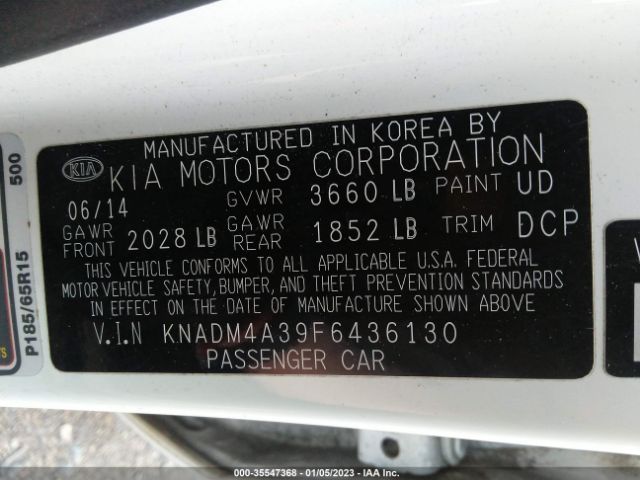 MANUFACTURED IN KOREA BY
KIA KIA MOTORS CORPORATION
06/14 GVWR 3660 LB PAINT UD
GAWR FRONT 2028 LB GAWR REAR 1852 LB TRIM DCP
THIS VEHICLE CONFORMS TO ALL APPLICABLE U.S.A. FEDERAL
MOTOR VEHICLE SAFETY, BUMPER, AND THEFT PREVENTION STANDARDS
IN EFFECT ON THE DATE OF MANUFACTURE SHOWN ABOVE
V.I.N KNADM4A39F6436130
PASSENGER CAR
P185/65R15
500
000-35547368 - 01/05/2023 - IAA Inc.